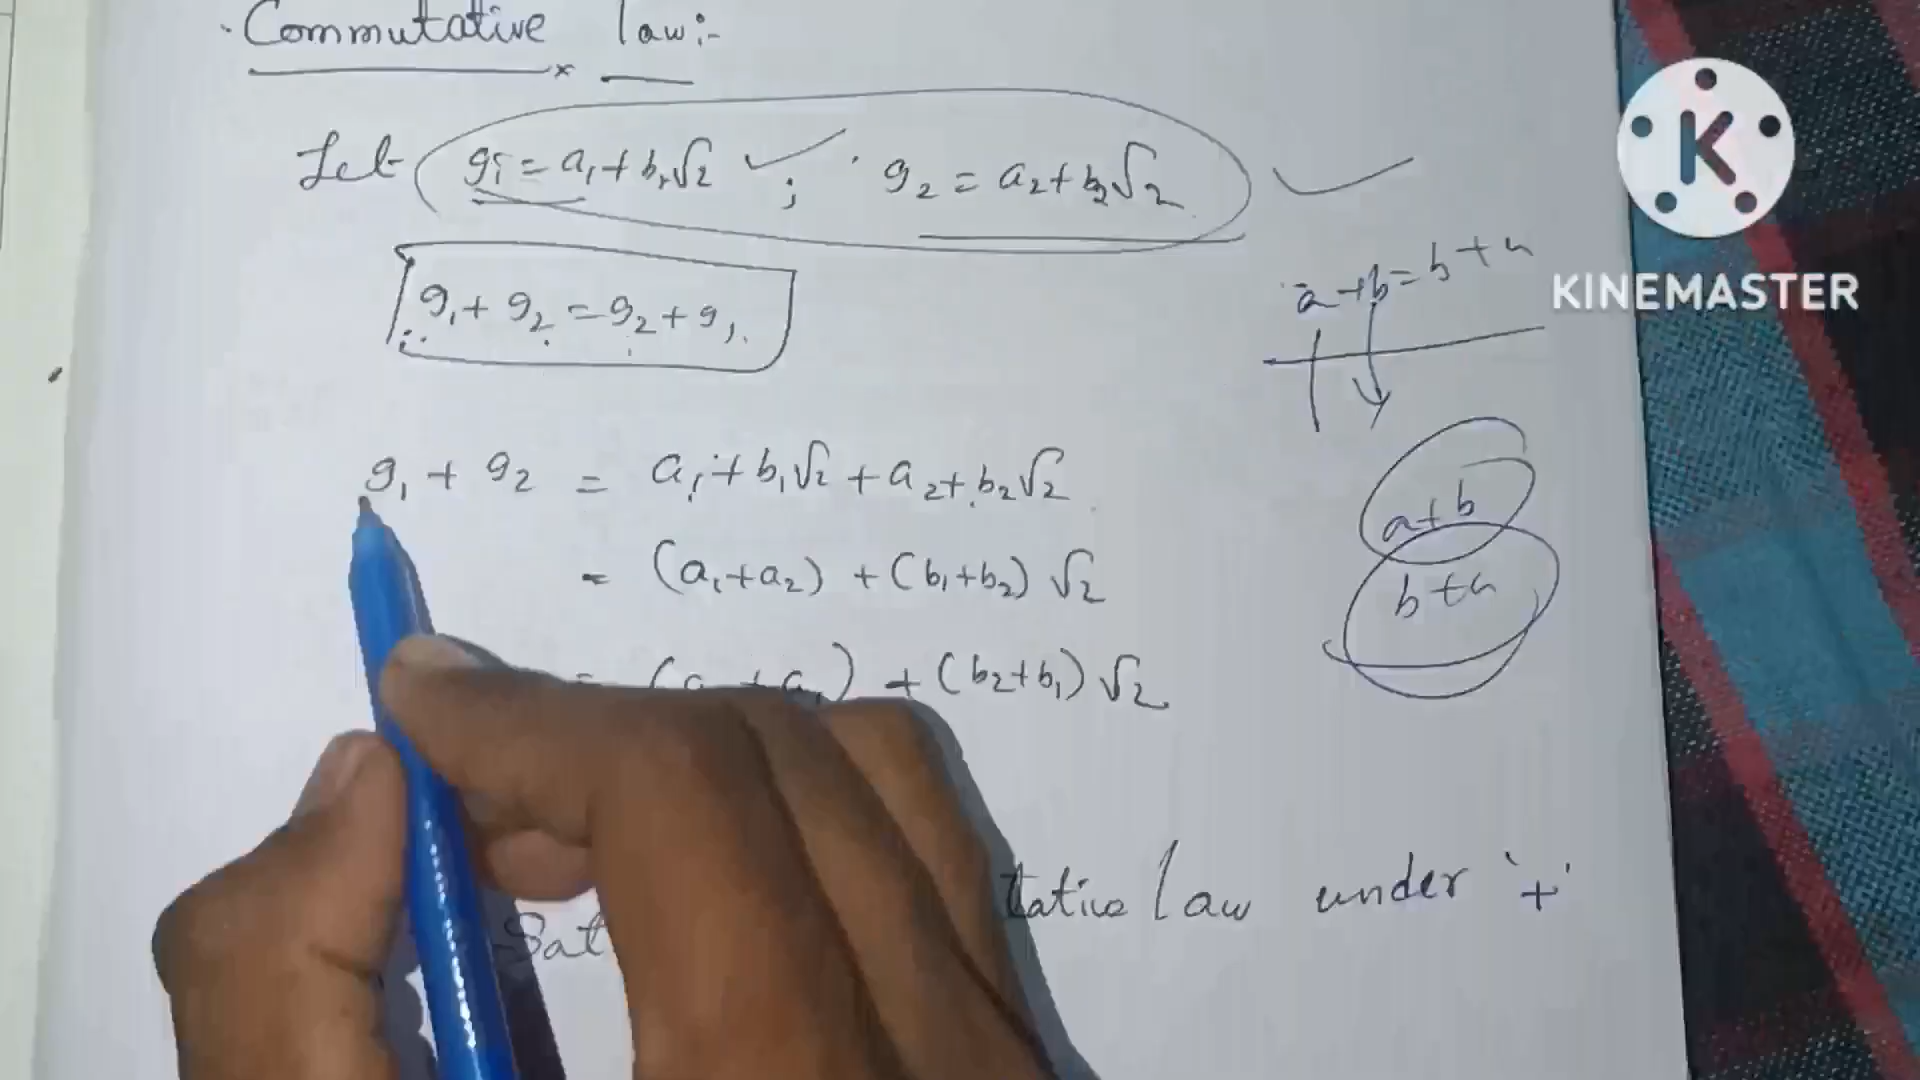 Commutative law:-
Let g₁ = a₁ + b₁√2 ; g₂ = a₂ + b₂√2
g₁ + g₂ = g₂ + g₁
a + b = b + a
g₁ + g₂ = a₁ + b₁√2 + a₂ + b₂√2
a + b
= (a₁ + a₂) + (b₁ + b₂) √2
b + a
+ (b₂ + b₁) √2
law under '+'
KINEMASTER